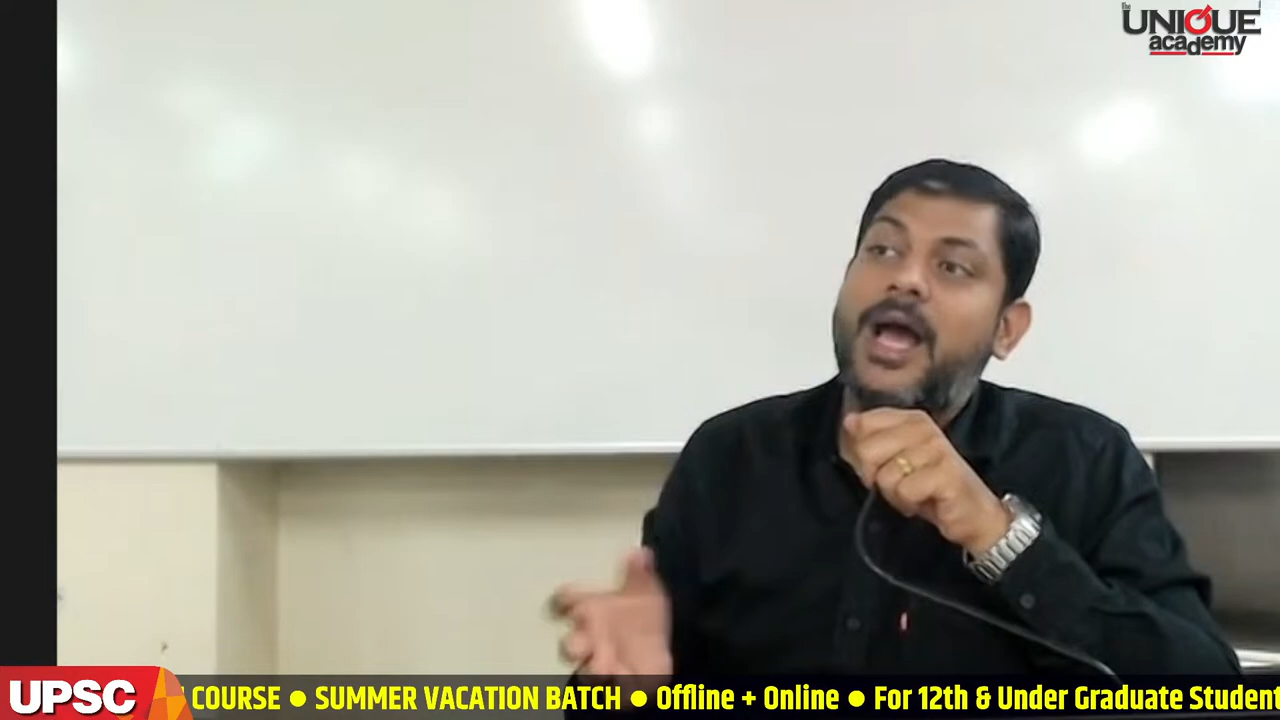 the
UNIQUE
academy
UPSC COURSE ● SUMMER VACATION BATCH ● Offline + Online ● For 12th & Under Graduate Student